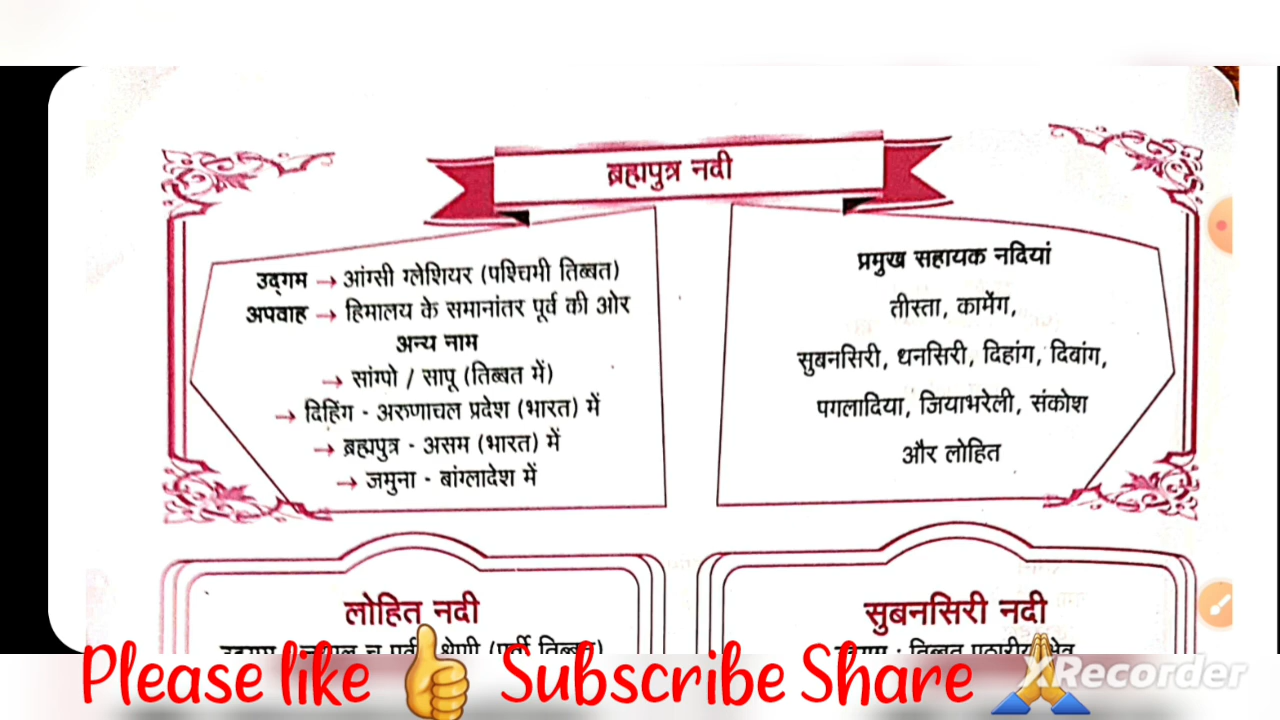 ब्रह्मपुत्र नदी
उद्गम → आंग्सी ग्लेशियर (पश्चिमी तिब्बत)
अपवाह → हिमालय के समानांतर पूर्व की ओर
अन्य नाम
→ सांग्पो / सापू (तिब्बत में)
→ दिहिंग - अरुणाचल प्रदेश (भारत) में
→ ब्रह्मपुत्र - असम (भारत) में
→ जमुना - बांग्लादेश में
प्रमुख सहायक नदियां
तीस्ता, कामेंग,
सुबनसिरी, धनसिरी, दिहांग, दिबांग,
पगलादिया, जियाभरेली, संकोश
और लोहित
लोहित नदी
सुबनसिरी नदी
Please like 👍 Subscribe Share 🙏
XRecorder